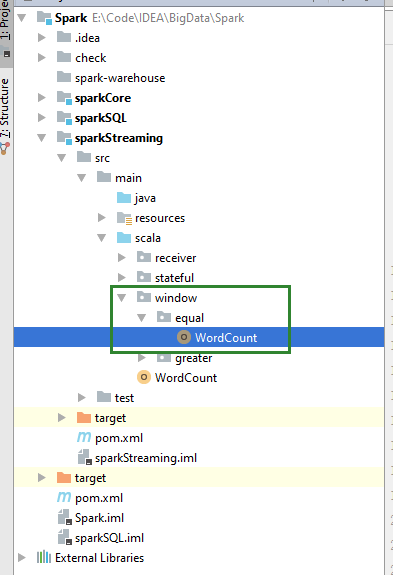 Spark E:\Code\IDEA\BigData\Spark
.idea
check
spark-warehouse
sparkCore
sparkSQL
sparkStreaming
src
main
java
resources
scala
receiver
stateful
window
equal
WordCount
greater
WordCount
test
target
pom.xml
sparkStreaming.iml
target
pom.xml
Spark.iml
sparkSQL.iml
External Libraries
7: Structure